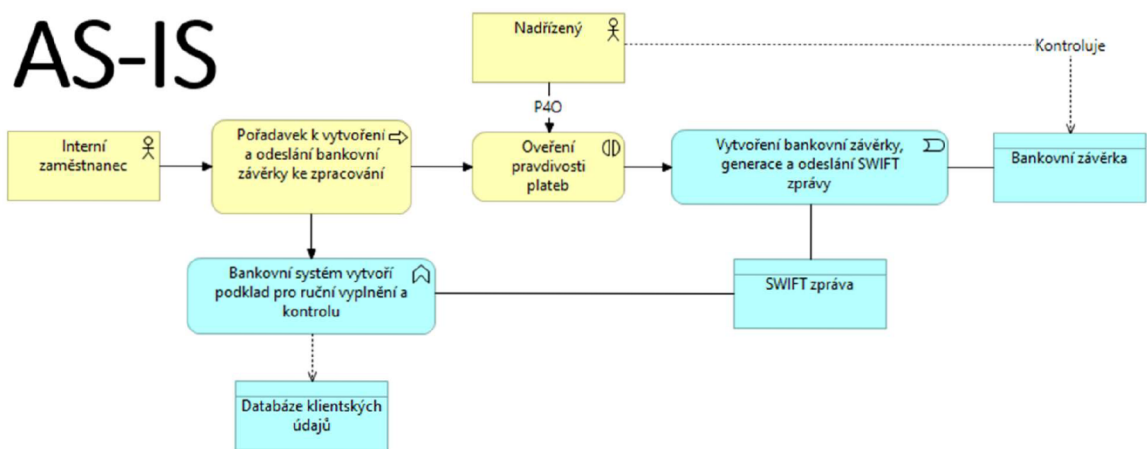 AS-IS
Nadřízený
Kontroluje
P4O
Interní
zaměstnanec
Pořadavek k vytvoření
a odeslání bankovní
závěrky ke zpracování
Oveření
pravdivosti
plateb
Vytvoření bankovní závěrky,
generace a odeslání SWIFT
zprávy
Bankovní závěrka
Bankovní systém vytvoří
podklad pro ruční vyplnění a
kontrolu
SWIFT zpráva
Databáze klientských
údajů